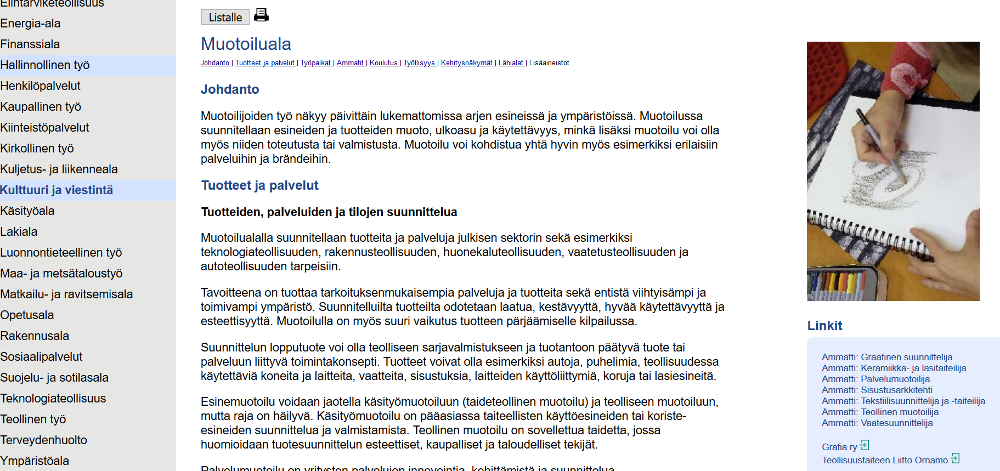 Elintarviketeollisuus
Energia-ala
Finanssiala
Hallinnollinen työ
Henkilöpalvelut
Kaupallinen työ
Kiinteistöpalvelut
Kirkollinen työ
Kuljetus- ja liikenneala
Kulttuuri ja viestintä
Käsityöala
Lakiala
Luonnontieteellinen työ
Maa- ja metsätaloustyö
Matkailu- ja ravitsemisala
Opetusala
Rakennusala
Sosiaalipalvelut
Suojelu- ja sotilasala
Teknologiateollisuus
Teollinen työ
Terveydenhuolto
Ympäristöala
Listalle
Muotoiluala
Johdanto | Tuotteet ja palvelut | Työpaikat | Ammatit | Koulutus | Työllisyys | Kehitysnäkymät | Lähialat | Lisäaineistot
Johdanto
Muotoilijoiden työ näkyy päivittäin lukemattomissa arjen esineissä ja ympäristöissä. Muotoilussa
suunnitellaan esineiden ja tuotteiden muoto, ulkoasu ja käytettävyys, minkä lisäksi muotoilu voi olla
myös niiden toteutusta tai valmistusta. Muotoilu voi kohdistua yhtä hyvin myös esimerkiksi erilaisiin
palveluihin ja brändeihin.
Tuotteet ja palvelut
Tuotteiden, palveluiden ja tilojen suunnittelua
Muotoilualalla suunnitellaan tuotteita ja palveluja julkisen sektorin sekä esimerkiksi
teknologiateollisuuden, rakennusteollisuuden, huonekaluteollisuuden, vaatetusteollisuuden ja
autoteollisuuden tarpeisiin.
Tavoitteena on tuottaa tarkoituksenmukaisempia palveluja ja tuotteita sekä entistä viihtyisämpi ja
toimivampi ympäristö. Suunnitelluilta tuotteilta odotetaan laatua, kestävyyttä, hyvää käytettävyyttä ja
esteettisyyttä. Muotoilulla on myös suuri vaikutus tuotteen pärjäämiselle kilpailussa.
Suunnittelun lopputuote voi olla teolliseen sarjavalmistukseen ja tuotantoon päätyvä tuote tai
palveluun liittyvä toimintakonsepti. Tuotteet voivat olla esimerkiksi autoja, puhelimia, teollisuudessa
käytettäviä koneita ja laitteita, vaatteita, sisustuksia, laitteiden käyttöliittymiä, koruja tai lasiesineitä.
Esinemuotoilu voidaan jaotella käsityömuotoiluun (taideteollinen muotoilu) ja teolliseen muotoiluun,
mutta raja on häilyvä. Käsityömuotoilu on pääasiassa taiteellisten käyttöesineiden tai koriste-
esineiden suunnittelua ja valmistamista. Teollinen muotoilu on sovellettua taidetta, jossa
huomioidaan tuotesuunnittelun esteettiset, kaupalliset ja taloudelliset tekijät.
Palvelumuotoilu on yritysten palvelujen innovointia, kehittämistä ja suunnittelua
Linkit
Ammatti: Graafinen suunnittelija
Ammatti: Keramiikka- ja lasitaiteilija
Ammatti: Palvelumuotoilija
Ammatti: Sisustusarkkitehti
Ammatti: Tekstiilisuunnittelija ja -taiteilija
Ammatti: Teollinen muotoilija
Ammatti: Vaatesuunnittelija
Grafia ry
Teollisuustaiteen Liitto Ornamo